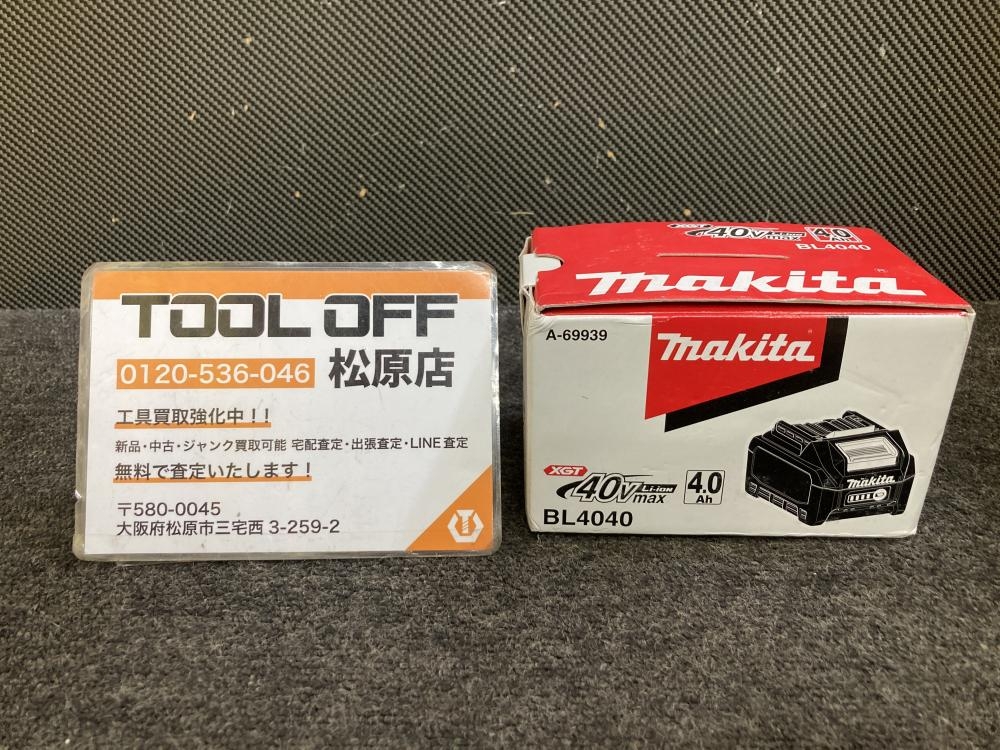 TOOL OFF
0120-536-046 松原店
工具買取強化中！！
新品・中古・ジャンク買取可能 宅配査定・出張査定・LINE査定
無料で査定いたします！
〒580-0045
大阪府松原市三宅西 3-259-2
XGT 40Vmax Li-ion 4.0 Ah
BL4040
makita
A-69939
makita
XGT
40Vmax Li-ion 4.0 Ah
BL4040
makita